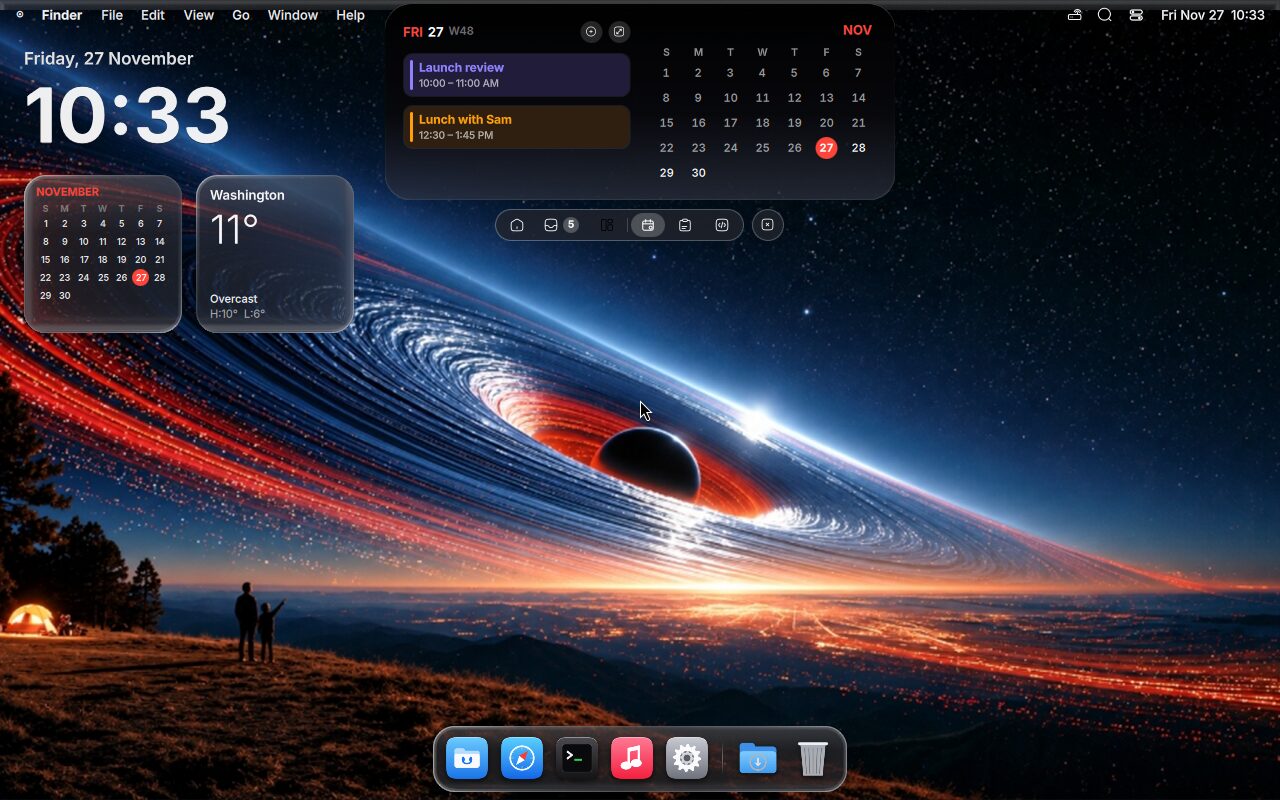 Finder File Edit View Go Window Help
Fri Nov 27 10:33
Friday, 27 November
10:33
NOVEMBER
S M T W T F S
1 2 3 4 5 6 7
8 9 10 11 12 13 14
15 16 17 18 19 20 21
22 23 24 25 26 27 28
29 30
Washington
11°
Overcast
H:10° L:6°
FRI 27 W48
Launch review
10:00 – 11:00 AM
Lunch with Sam
12:30 – 1:45 PM
NOV
S M T W T F S
1 2 3 4 5 6 7
8 9 10 11 12 13 14
15 16 17 18 19 20 21
22 23 24 25 26 27 28
29 30
5